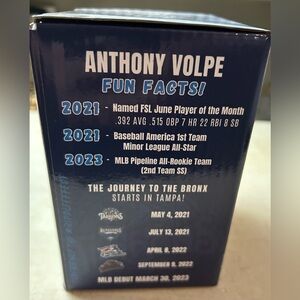 ANTHONY VOLPE
FUN FACTS!
2021 - Named FSL June Player of the Month
.392 AVG .515 OBP 7 HR 22 RBI 8 SB
2021 - Baseball America 1st Team
Minor League All-Star
2023 - MLB Pipeline All-Rookie Team
(2nd Team SS)
THE JOURNEY TO THE BRONX
STARTS IN TAMPA!
TARPONS MAY 4, 2021
JULY 13, 2021
APRIL 8, 2022
SEPTEMBER 2022
MLB DEBUT MARCH 30, 2023